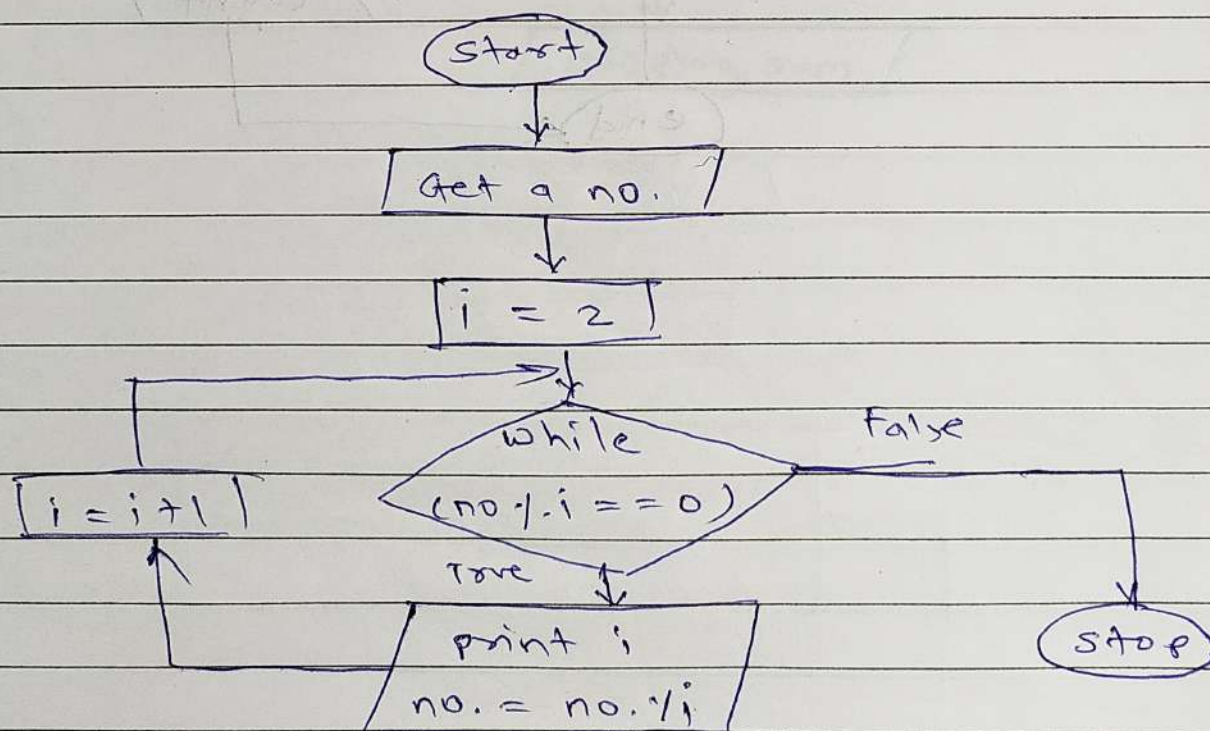 start
Get a no.
i = 2
while
False
(no % i == 0)
i = i + 1
True
print i
stop
no. = no. % i